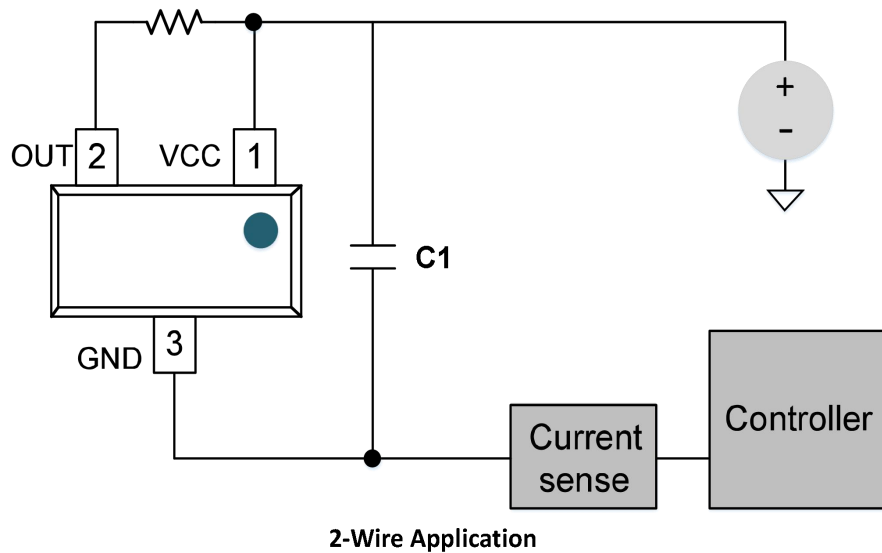 +
-
OUT 2 VCC 1
C1
GND 3
Controller
Current
sense
2-Wire Application